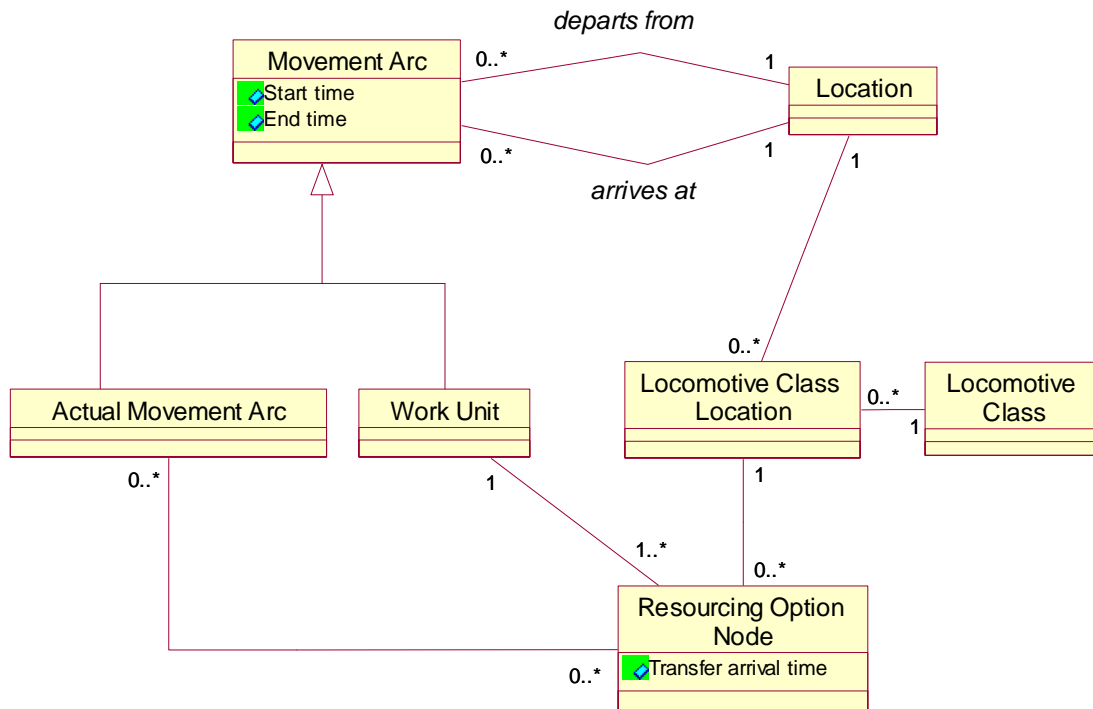 departs from
Movement Arc
0..*
1
Location
Start time
End time
0..*
1
1
arrives at
0..*
Actual Movement Arc
Work Unit
Locomotive Class
Location
0..*
1
Locomotive
Class
0..*
1
1
1..*
0..*
Resourcing Option
Node
Transfer arrival time
0..*